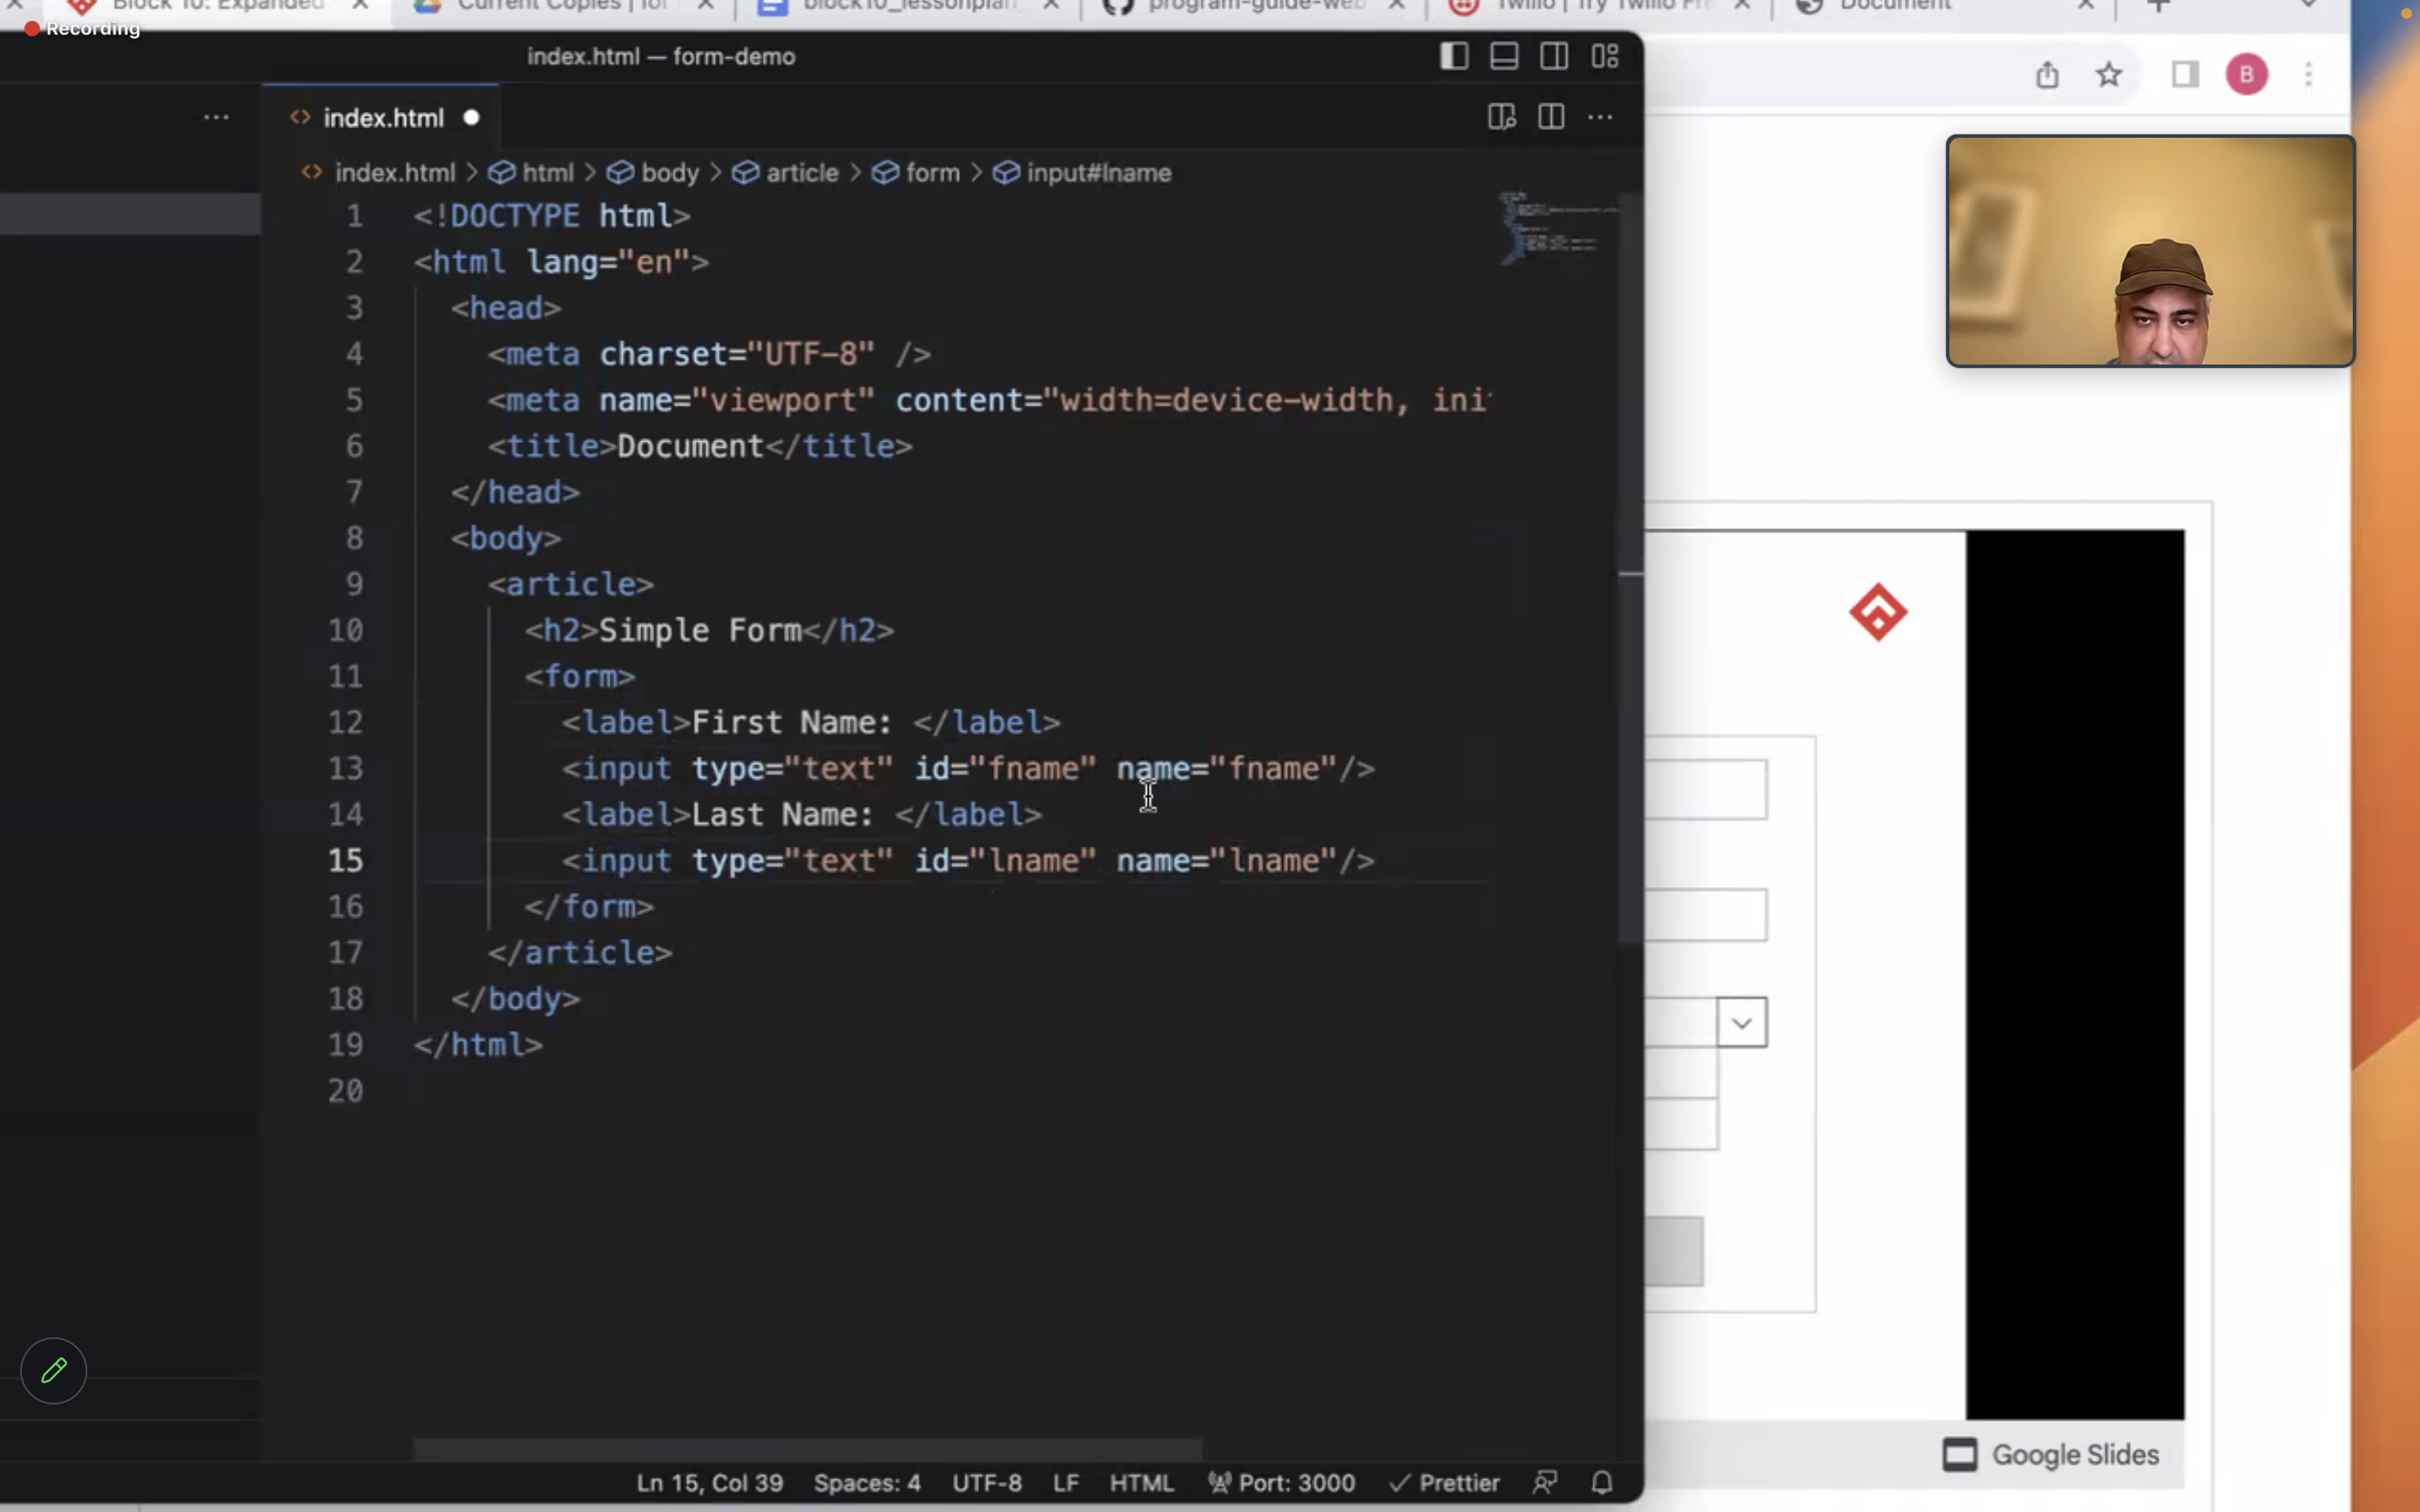 Block 10: Expanded
Current Copies | for
block10_lessonplan
program-guide-web
Twilio | Try Twilio Fre
Document
Recording
index.html — form-demo
B
index.html
index.html > html > body > article > form > input#lname
1 <!DOCTYPE html>
2 <html lang="en">
3 <head>
4 <meta charset="UTF-8" />
5 <meta name="viewport" content="width=device-width, ini
6 <title>Document</title>
7 </head>
8 <body>
9 <article>
10 <h2>Simple Form</h2>
11 <form>
12 <label>First Name: </label>
13 <input type="text" id="fname" name="fname"/>
14 <label>Last Name: </label>
15 <input type="text" id="lname" name="lname"/>
16 </form>
17 </article>
18 </body>
19 </html>
20
Google Slides
Ln 15, Col 39 Spaces: 4 UTF-8 LF HTML Port: 3000 Prettier